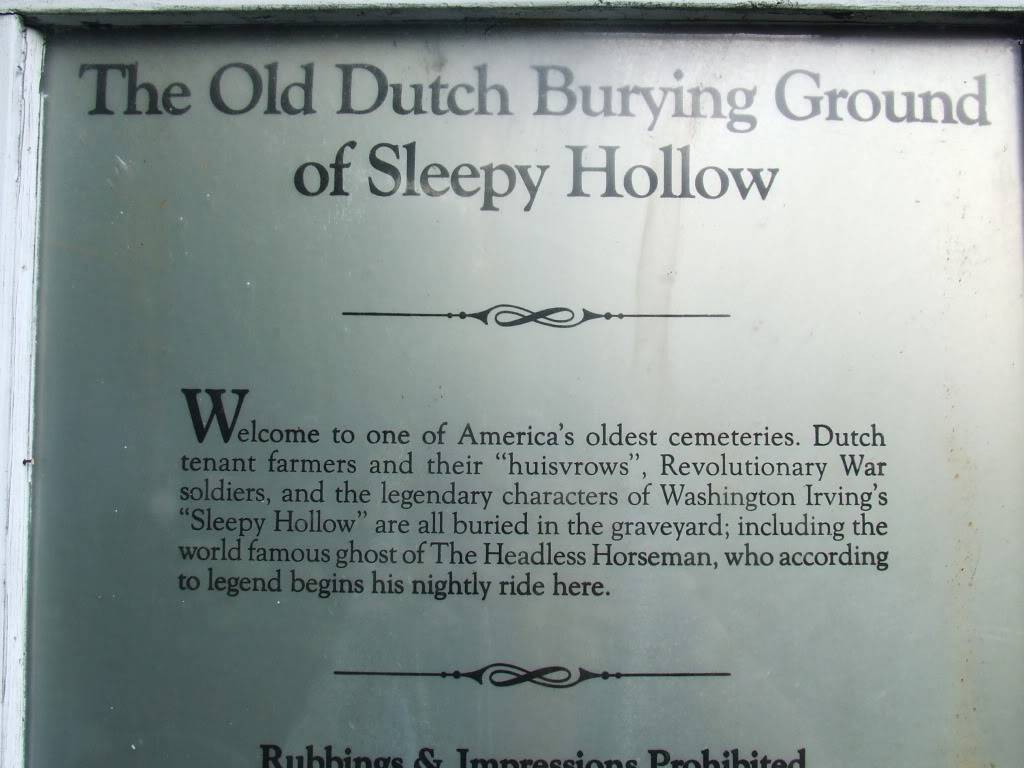 The Old Dutch Burying Ground
of Sleepy Hollow
Welcome to one of America's oldest cemeteries. Dutch
tenant farmers and their "huisvrows", Revolutionary War
soldiers, and the legendary characters of Washington Irving's
"Sleepy Hollow" are all buried in the graveyard; including the
world famous ghost of The Headless Horseman, who according
to legend begins his nightly ride here.
Rubbings & Impressions Prohibited